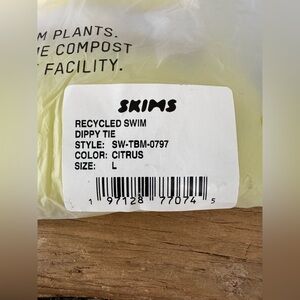 M PLANTS.
E COMPOST
FACILITY.
SKIMS
RECYCLED SWIM
DIPPY TIE
STYLE: SW-TBM-0797
COLOR: CITRUS
SIZE: L
1 97128 77074 5